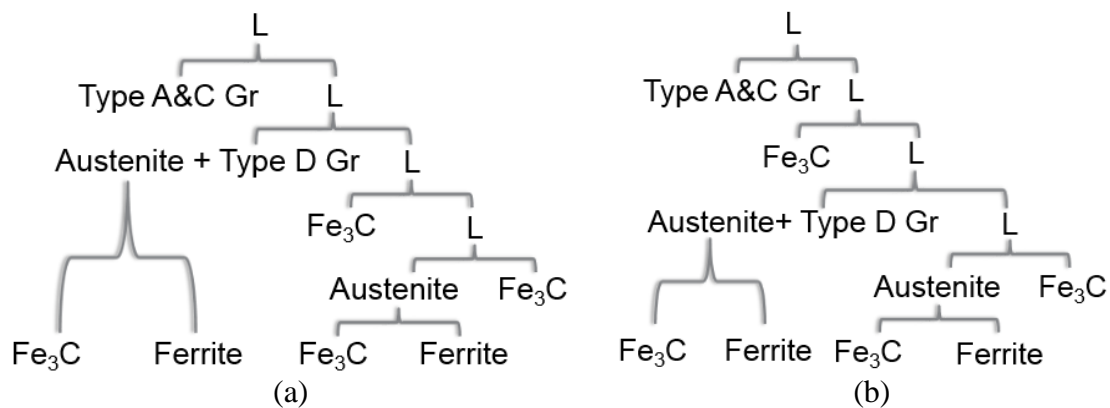 L
Type A&C Gr L
Austenite + Type D Gr L
Fe₃C L
Austenite Fe₃C
Fe₃C Ferrite Fe₃C Ferrite
(a)
L
Type A&C Gr L
Fe₃C L
Austenite+ Type D Gr L
Austenite Fe₃C
Fe₃C Ferrite Fe₃C Ferrite
(b)